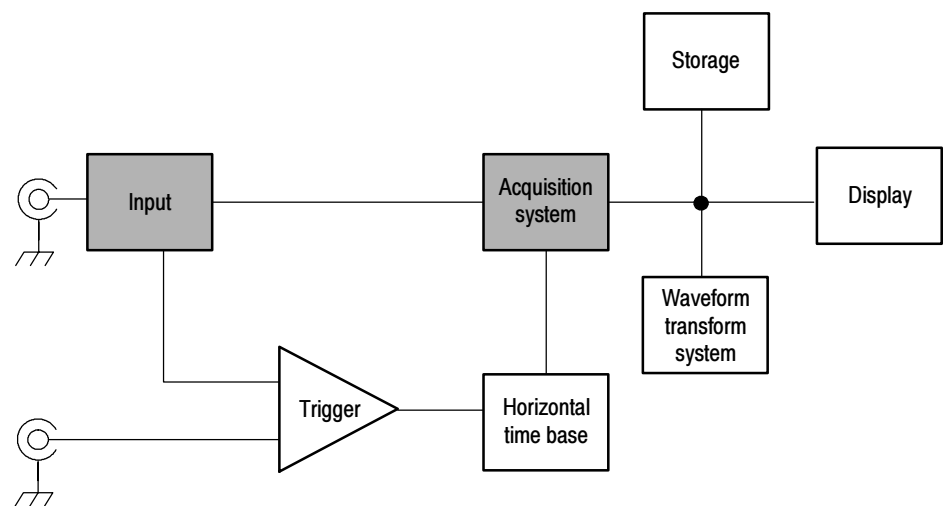 Storage
Input
Acquisition
system
Display
Waveform
transform
system
Trigger
Horizontal
time base